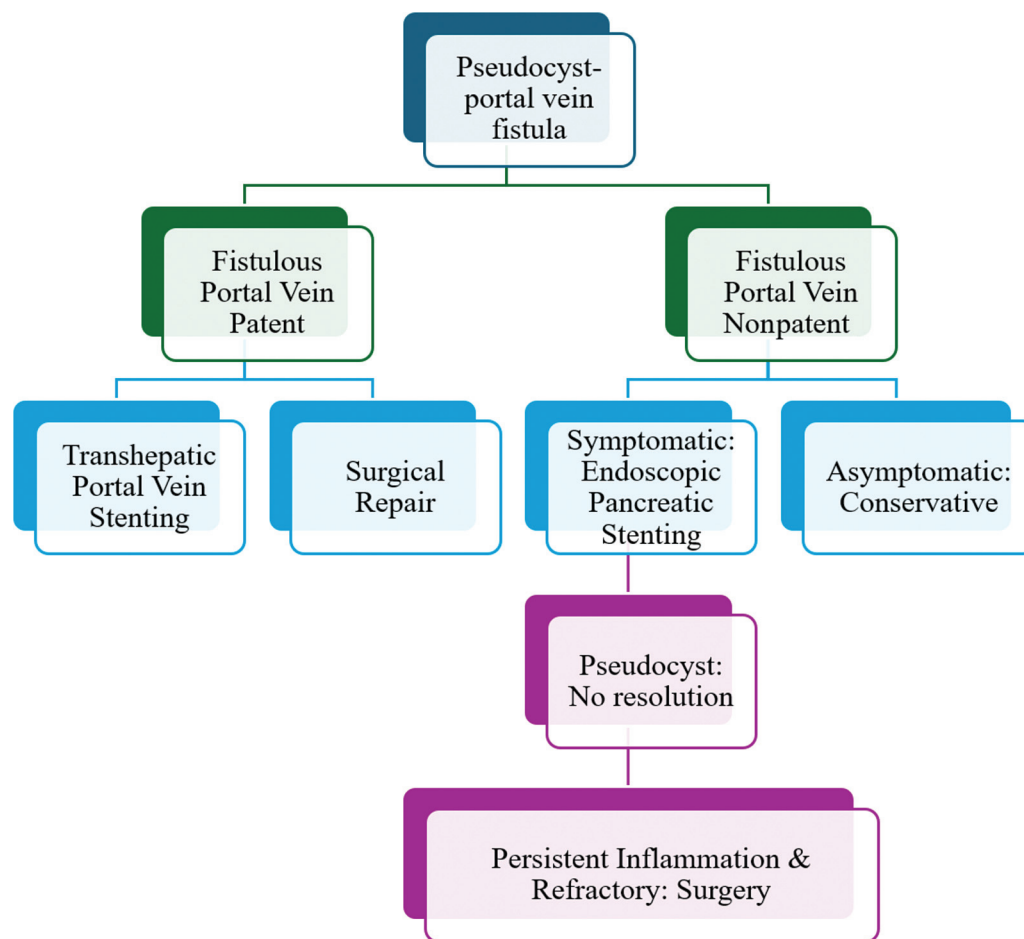 Pseudocyst-
portal vein
fistula
Fistulous
Portal Vein
Patent
Fistulous
Portal Vein
Nonpatent
Transhepatic
Portal Vein
Stenting
Surgical
Repair
Symptomatic:
Endoscopic
Pancreatic
Stenting
Asymptomatic:
Conservative
Pseudocyst:
No resolution
Persistent Inflammation &
Refractory: Surgery